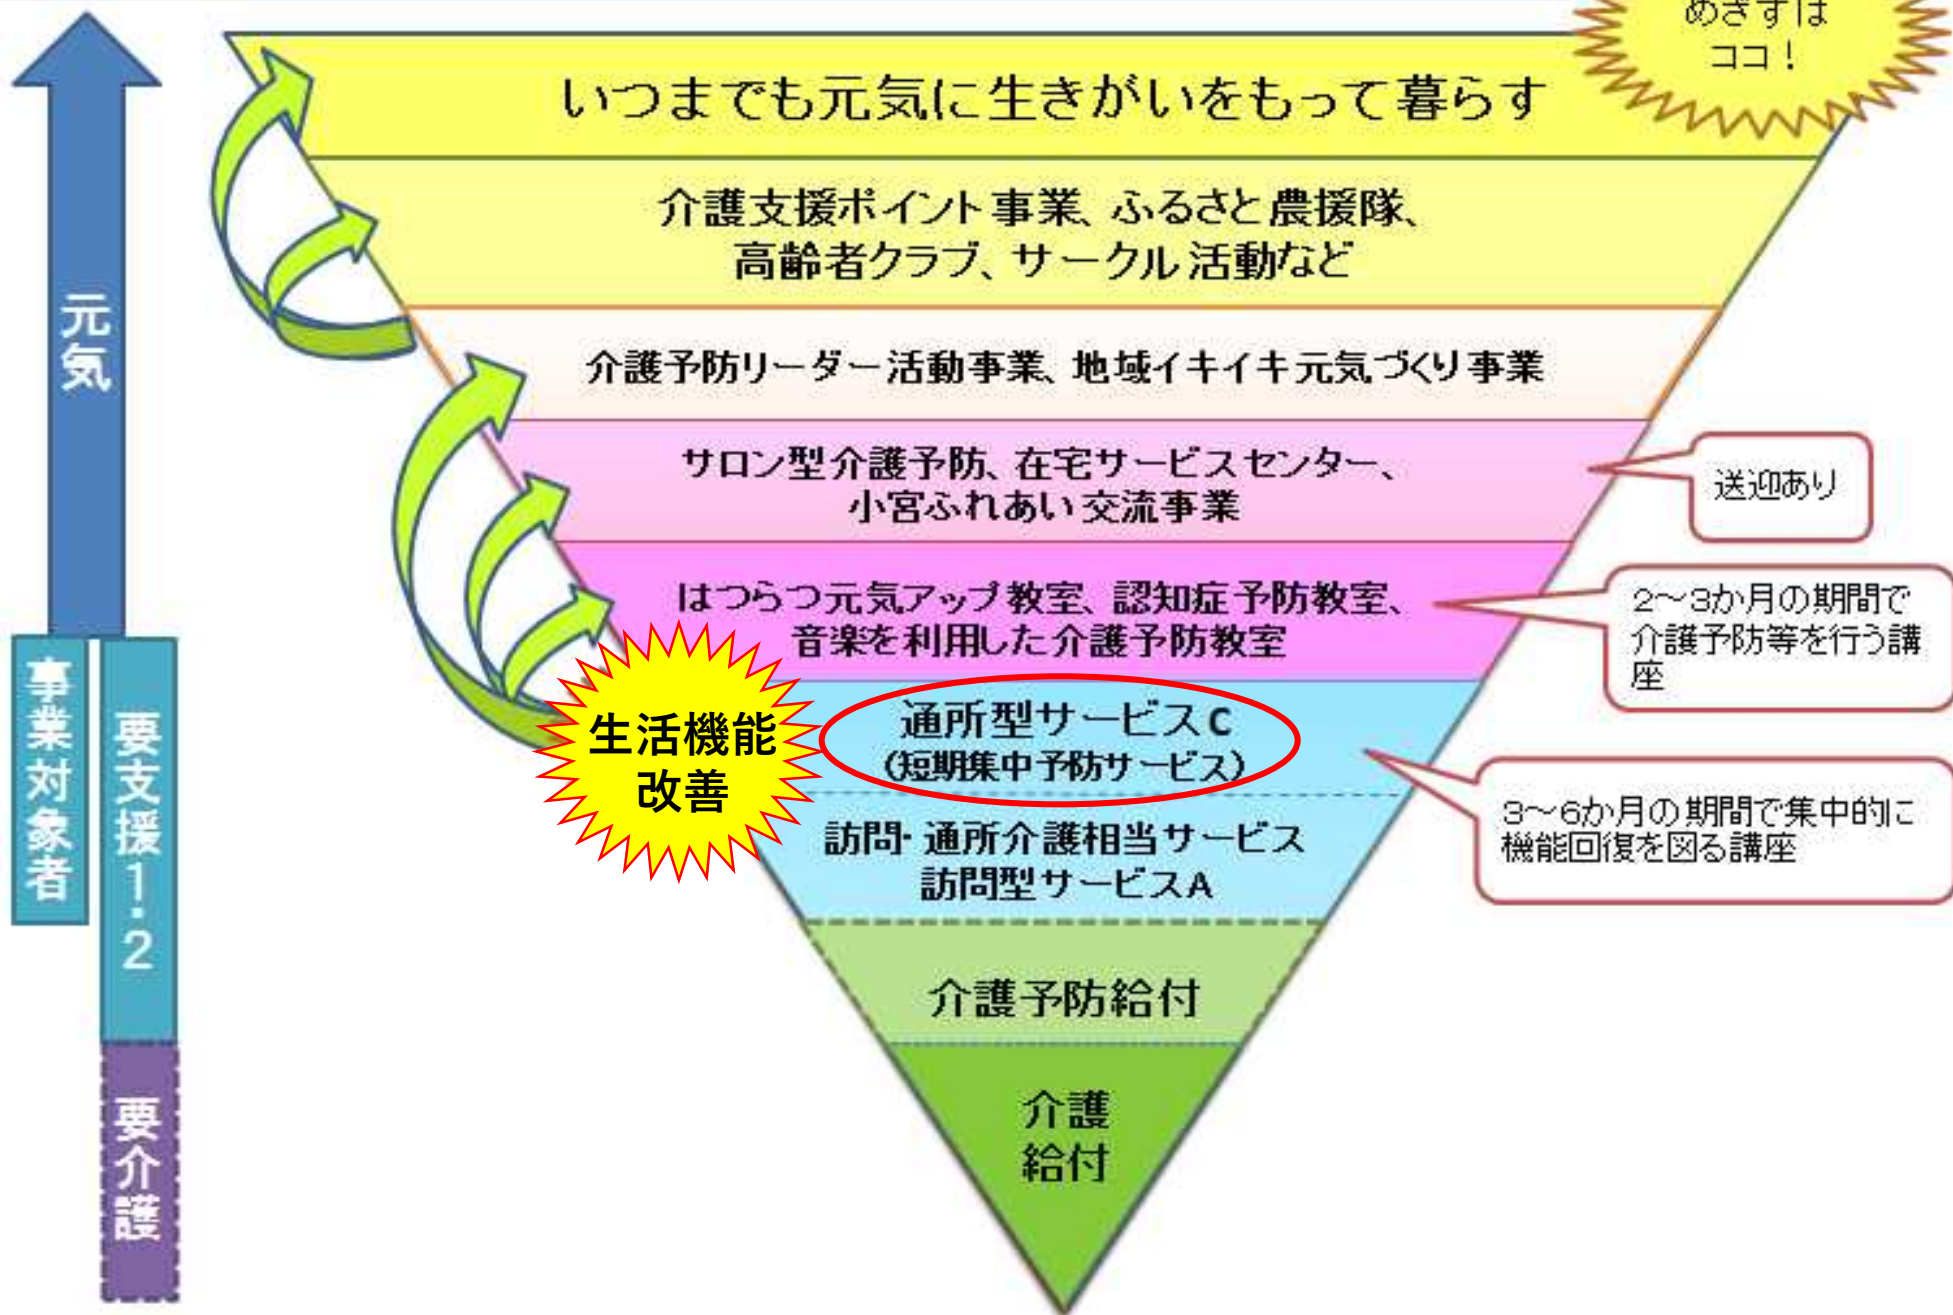 めざすは
ココ！
いつまでも元気に生きがいをもって暮らす
介護支援ポイント事業、ふるさと農援隊、
高齢者クラブ、サークル活動など
介護予防リーダー活動事業、地域イキイキ元気づくり事業
サロン型介護予防、在宅サービスセンター、
小宮ふれあい交流事業
送迎あり
はつらつ元気アップ教室、認知症予防教室、
音楽を利用した介護予防教室
2～3か月の期間で
介護予防等を行う講
座
生活機能
改善
通所型サービスC
(短期集中予防サービス)
3～6か月の期間で集中的に
機能回復を図る講座
訪問・通所介護相当サービス
訪問型サービスA
介護予防給付
介護
給付
元気
事業対象者
要支援1・2
要介護